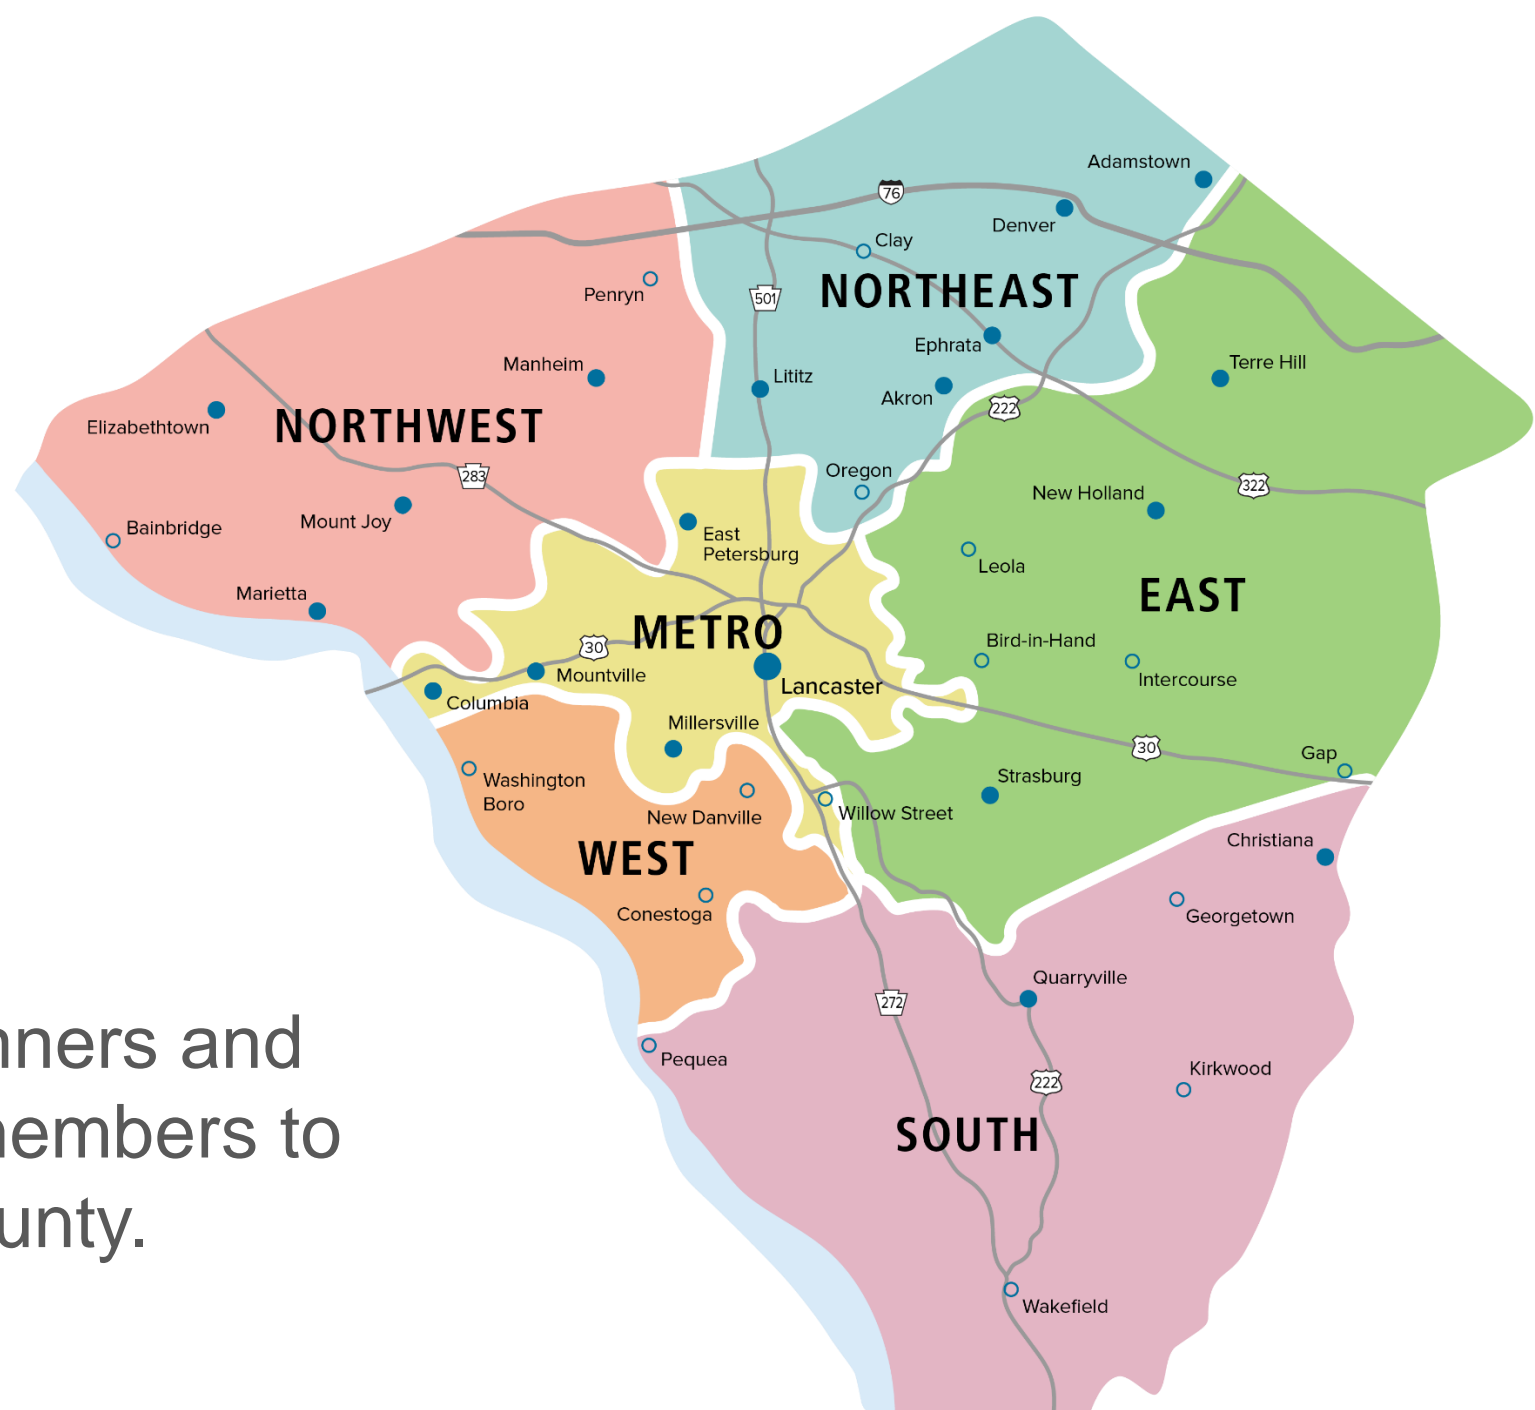 Adamstown
76
Denver
Clay
NORTHEAST
Penryn
501
Ephrata
Manheim
Terre Hill
Lititz
Akron
222
Elizabethtown
NORTHWEST
283
Oregon
322
New Holland
Mount Joy
Bainbridge
East
Petersburg
Leola
Marietta
EAST
METRO
30
Bird-in-Hand
Mountville
Intercourse
Lancaster
Columbia
Millersville
30
Gap
Washington
Boro
Strasburg
New Danville
Willow Street
WEST
Christiana
Conestoga
Georgetown
Quarryville
272
nners and
Pequea
Kirkwood
222
members to
SOUTH
unty.
Wakefield